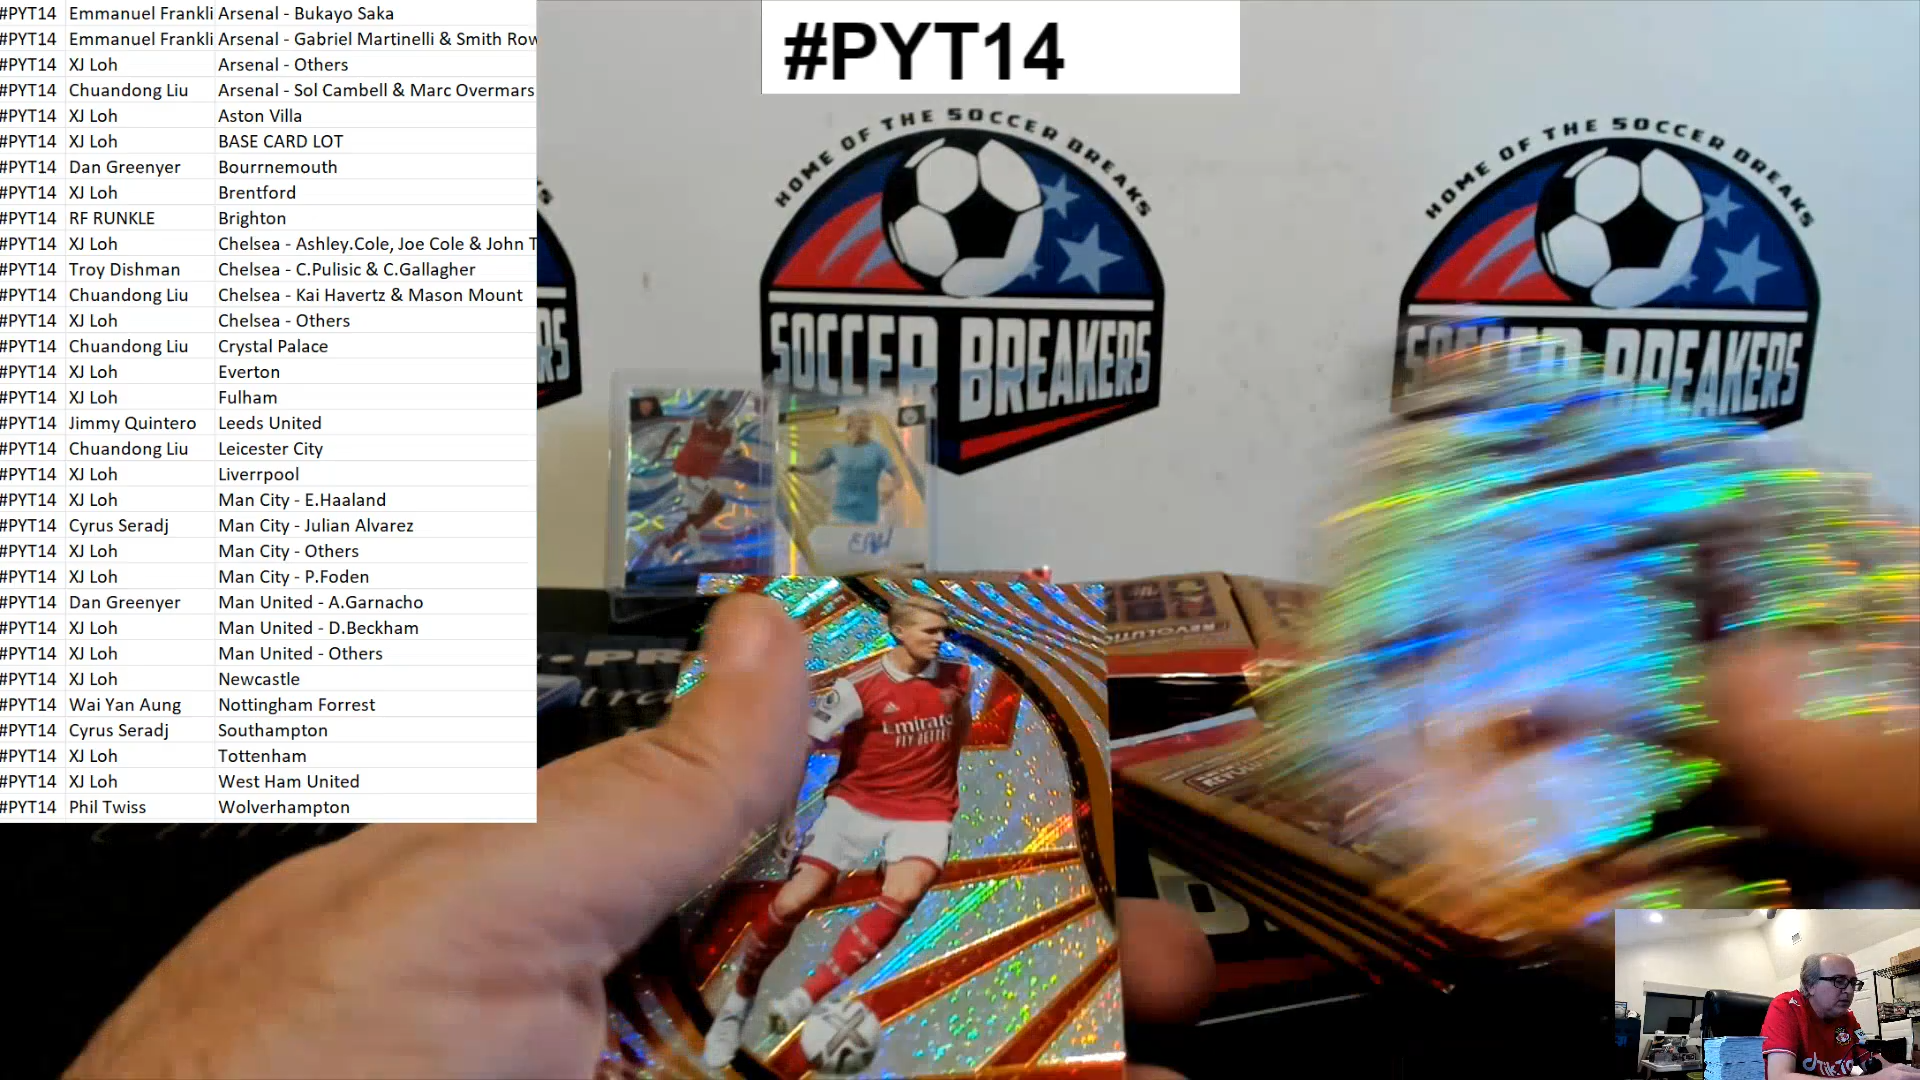 #PYT14 Emmanuel Frankli Arsenal - Bukayo Saka
#PYT14 Emmanuel Frankli Arsenal - Gabriel Martinelli & Smith Row
#PYT14 XJ Loh Arsenal - Others
#PYT14 Chuandong Liu Arsenal - Sol Cambell & Marc Overmars
#PYT14 XJ Loh Aston Villa
#PYT14 XJ Loh BASE CARD LOT
#PYT14 Dan Greenyer Bourrnemouth
#PYT14 XJ Loh Brentford
#PYT14 RF RUNKLE Brighton
#PYT14 XJ Loh Chelsea - Ashley.Cole, Joe Cole & John T
#PYT14 Troy Dishman Chelsea - C.Pulisic & C.Gallagher
#PYT14 Chuandong Liu Chelsea - Kai Havertz & Mason Mount
#PYT14 XJ Loh Chelsea - Others
#PYT14 Chuandong Liu Crystal Palace
#PYT14 XJ Loh Everton
#PYT14 XJ Loh Fulham
#PYT14 Jimmy Quintero Leeds United
#PYT14 Chuandong Liu Leicester City
#PYT14 XJ Loh Liverrpool
#PYT14 XJ Loh Man City - E.Haaland
#PYT14 Cyrus Seradj Man City - Julian Alvarez
#PYT14 XJ Loh Man City - Others
#PYT14 XJ Loh Man City - P.Foden
#PYT14 Dan Greenyer Man United - A.Garnacho
#PYT14 XJ Loh Man United - D.Beckham
#PYT14 XJ Loh Man United - Others
#PYT14 XJ Loh Newcastle
#PYT14 Wai Yan Aung Nottingham Forrest
#PYT14 Cyrus Seradj Southampton
#PYT14 XJ Loh Tottenham
#PYT14 XJ Loh West Ham United
#PYT14 Phil Twiss Wolverhampton
#PYT14
HOME OF THE SOCCER BREAKS
SOCCER BREAKERS
HOME OF THE SOCCER BREAKS
SOCCER BREAKERS
RS
Emirates
FLY BETTER